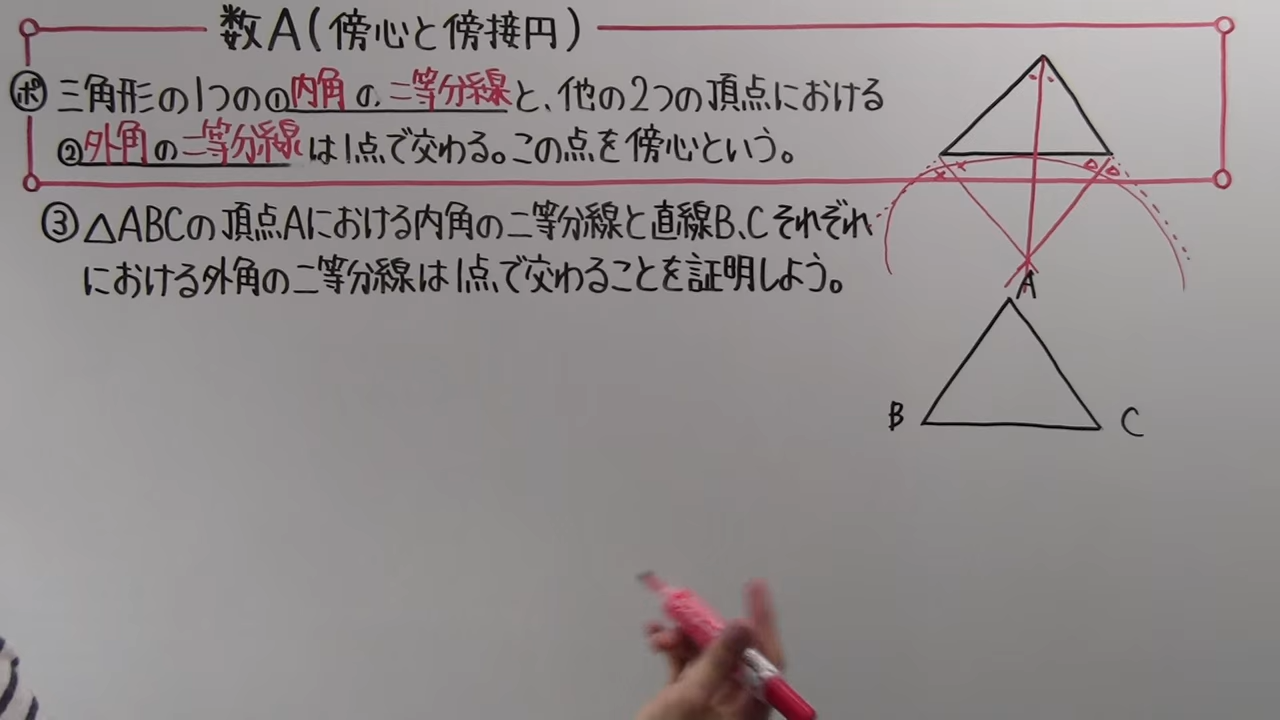 数A(傍心と傍接円)
ポ 三角形の1つの①内角の二等分線と、他の2つの頂点における
②外角の二等分線は1点で交わる。この点を傍心という。
③ △ABCの頂点Aにおける内角の二等分線と直線B、Cそれぞれ
における外角の二等分線は1点で交わることを証明しよう。
A
B
C